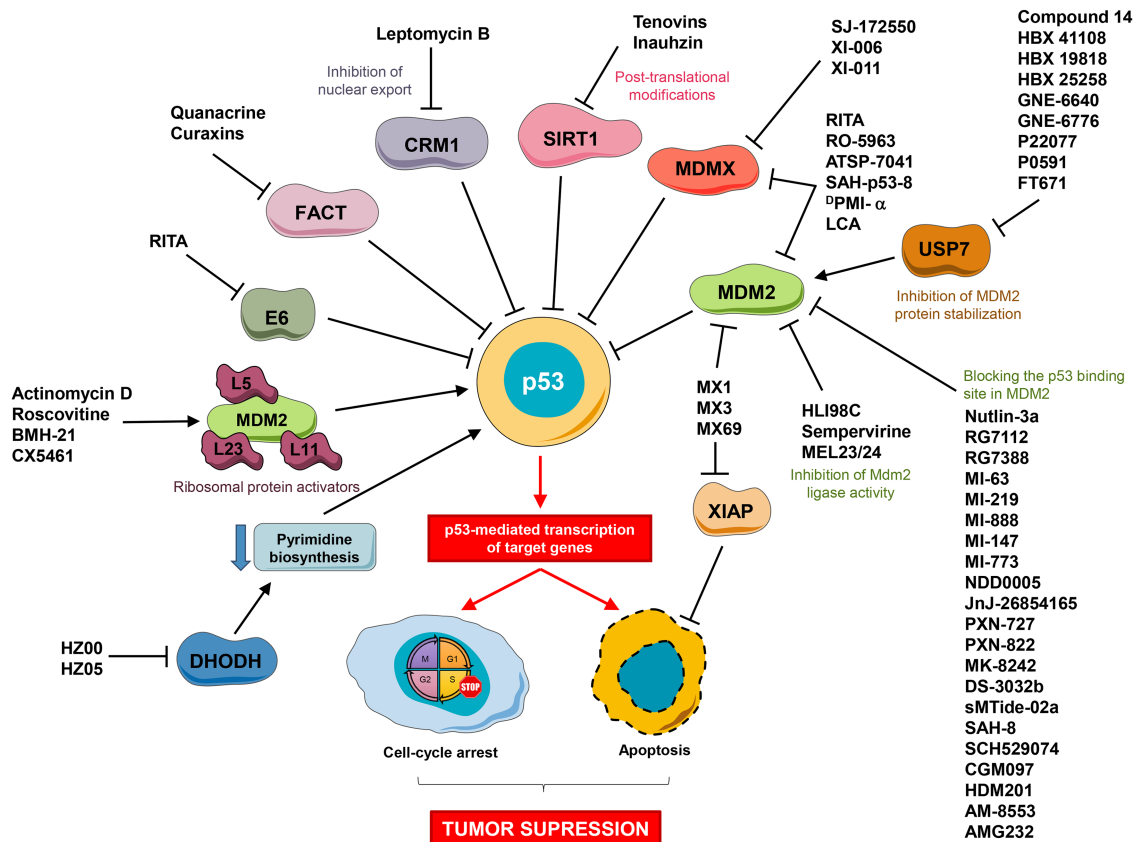 Leptomycin B
Inhibition of
nuclear export
CRM1
Tenovins
Inauhzin
Post-translational
modifications
SIRT1
SJ-172550
XI-006
XI-011
MDMX
Compound 14
HBX 41108
HBX 19818
HBX 25258
GNE-6640
GNE-6776
P22077
P0591
FT671
USP7
Inhibition of MDM2
protein stabilization
RITA
RO-5963
ATSP-7041
SAH-p53-8
ᴰPMI- α
LCA
MDM2
Quanacrine
Curaxins
FACT
RITA
E6
Actinomycin D
Roscovitine
BMH-21
CX5461
L5
MDM2
L23
L11
Ribosomal protein activators
p53
MX1
MX3
MX69
XIAP
HLI98C
Sempervirine
MEL23/24
Inhibition of Mdm2
ligase activity
Blocking the p53 binding
site in MDM2
Nutlin-3a
RG7112
RG7388
MI-63
MI-219
MI-888
MI-147
MI-773
NDD0005
JnJ-26854165
PXN-727
PXN-822
MK-8242
DS-3032b
sMTide-02a
SAH-8
SCH529074
CGM097
HDM201
AM-8553
AMG232
Pyrimidine
biosynthesis
HZ00
HZ05
DHODH
p53-mediated transcription
of target genes
M
G1
G2
S
STOP
Cell-cycle arrest
Apoptosis
TUMOR SUPRESSION